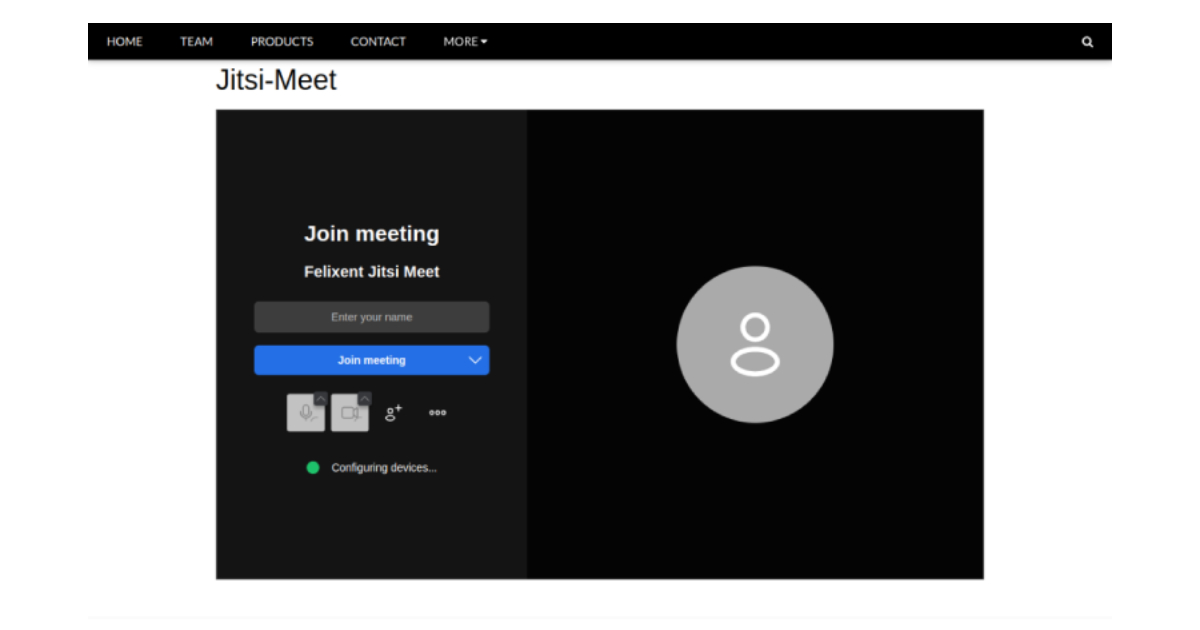 HOME TEAM PRODUCTS CONTACT MORE
Jitsi-Meet
Join meeting
Felixent Jitsi Meet
Enter your name
Join meeting
Configuring devices...